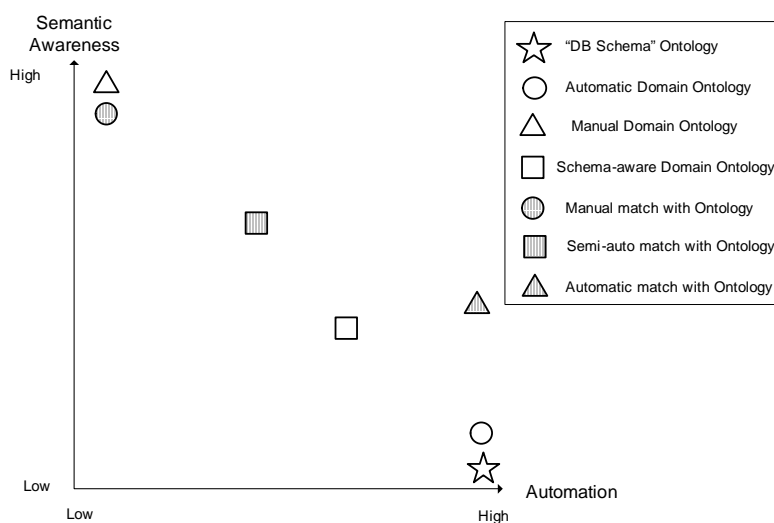 Semantic
Awareness
High
Low
Low
High
Automation
“DB Schema” Ontology
Automatic Domain Ontology
Manual Domain Ontology
Schema-aware Domain Ontology
Manual match with Ontology
Semi-auto match with Ontology
Automatic match with Ontology